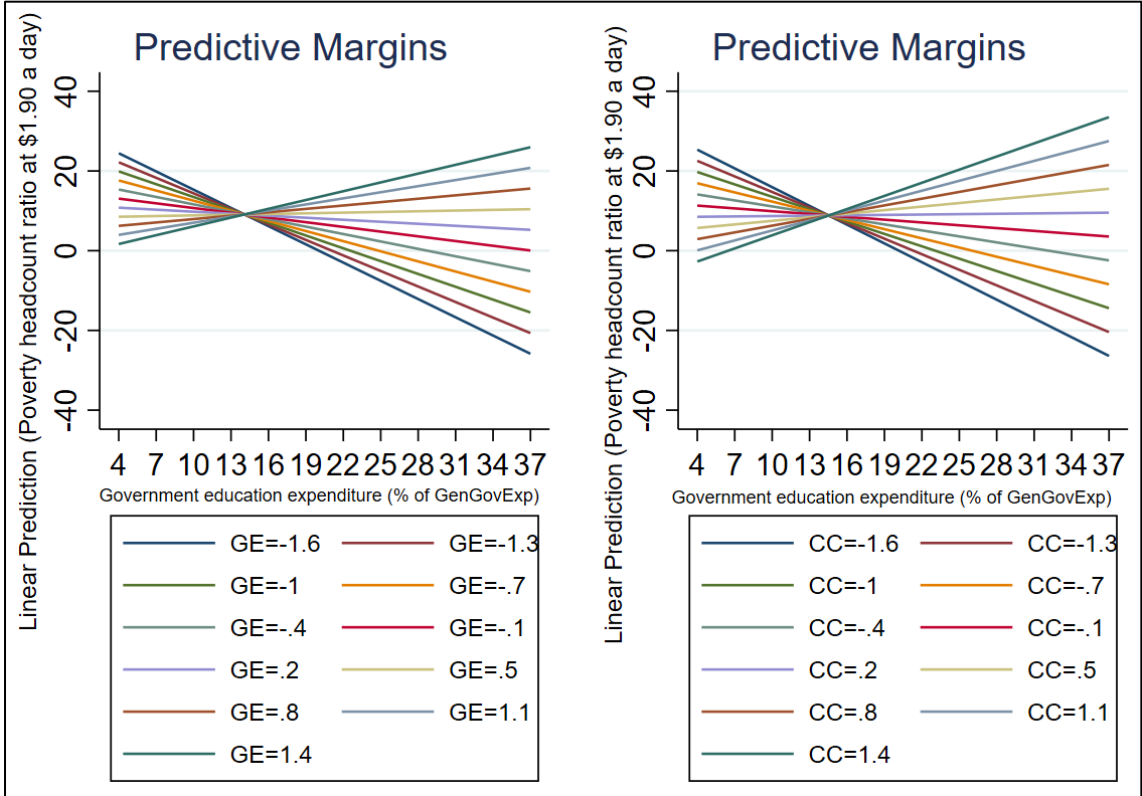 Predictive Margins
Linear Prediction (Poverty headcount ratio at $1.90 a day)
40
20
0
-20
-40
4 7 10 13 16 19 22 25 28 31 34 37
Government education expenditure (% of GenGovExp)
GE=-1.6 GE=-1.3
GE=-1 GE=-.7
GE=-.4 GE=-.1
GE=.2 GE=.5
GE=.8 GE=1.1
GE=1.4
Predictive Margins
Linear Prediction (Poverty headcount ratio at $1.90 a day)
40
20
0
-20
-40
4 7 10 13 16 19 22 25 28 31 34 37
Government education expenditure (% of GenGovExp)
CC=-1.6 CC=-1.3
CC=-1 CC=-.7
CC=-.4 CC=-.1
CC=.2 CC=.5
CC=.8 CC=1.1
CC=1.4